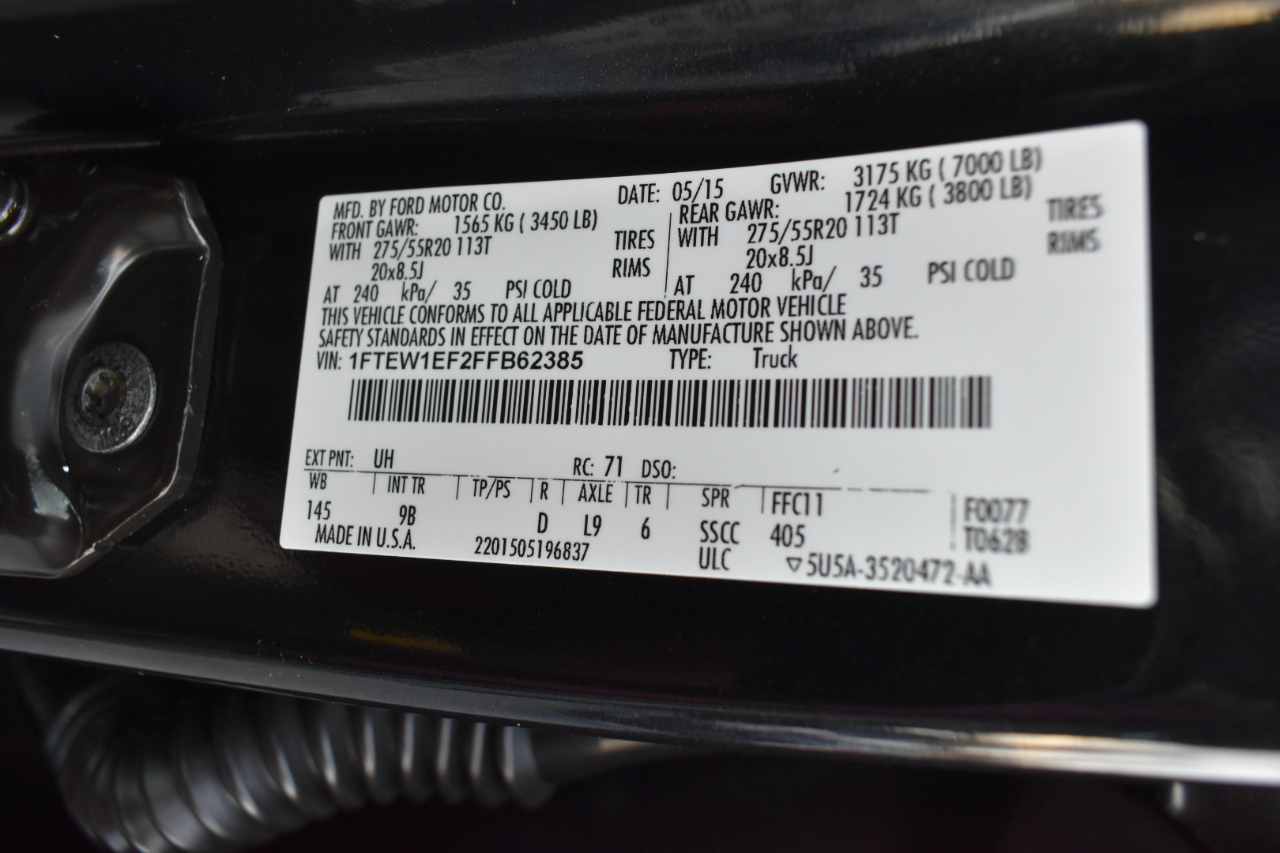 MFD. BY FORD MOTOR CO. DATE: 05/15 GVWR: 3175 KG ( 7000 LB)
FRONT GAWR: 1565 KG ( 3450 LB) REAR GAWR: 1724 KG ( 3800 LB)
WITH 275/55R20 113T TIRES WITH 275/55R20 113T TIRES
20x8.5J RIMS 20x8.5J RIMS
AT 240 kPa/ 35 PSI COLD AT 240 kPa/ 35 PSI COLD
THIS VEHICLE CONFORMS TO ALL APPLICABLE FEDERAL MOTOR VEHICLE
SAFETY STANDARDS IN EFFECT ON THE DATE OF MANUFACTURE SHOWN ABOVE.
VIN: 1FTEW1EF2FFB62385 TYPE: Truck
EXT PNT: UH RC: 71 DSO:
WB INT TR TP/PS R AXLE TR SPR FFC11 F0077
145 9B D L9 6 SSCC 405 T062B
MADE IN U.S.A. 2201505196837 ULC ▽5U5A-3520472-AA